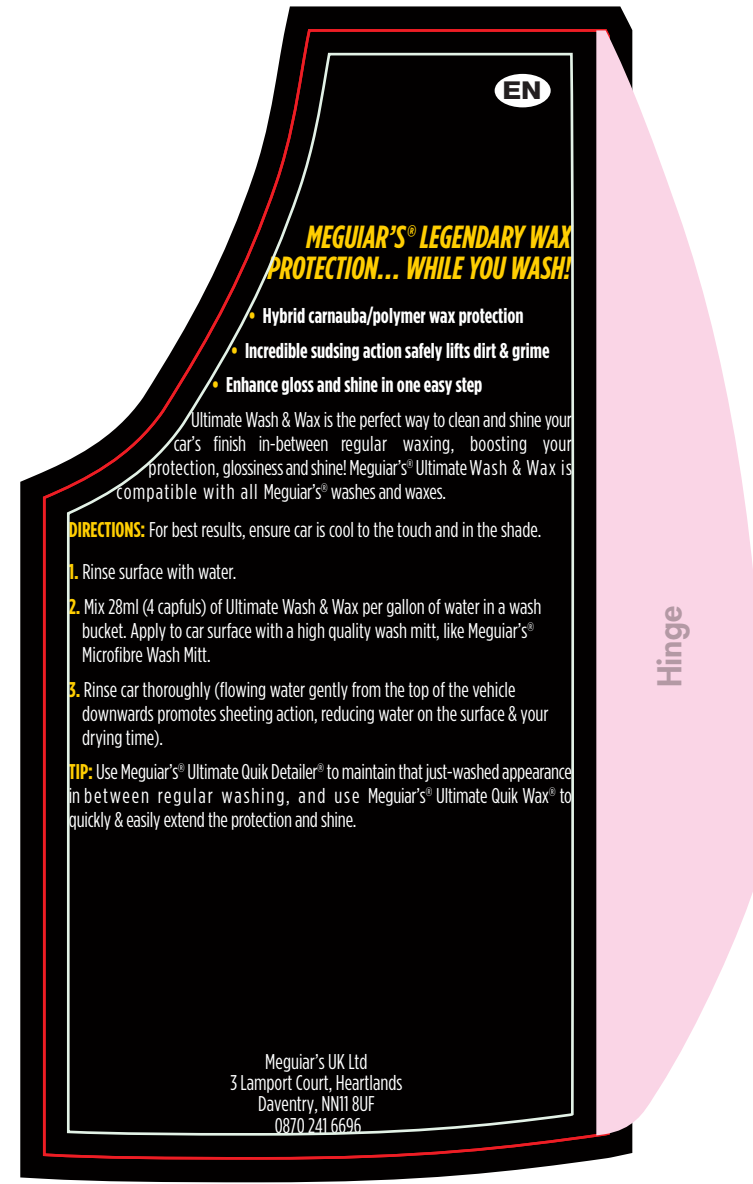 EN
MEGUIAR'S® LEGENDARY WAX
PROTECTION... WHILE YOU WASH!
• Hybrid carnauba/polymer wax protection
• Incredible sudsing action safely lifts dirt & grime
• Enhance gloss and shine in one easy step
Ultimate Wash & Wax is the perfect way to clean and shine your
car's finish in-between regular waxing, boosting your
protection, glossiness and shine! Meguiar's® Ultimate Wash & Wax is
compatible with all Meguiar's® washes and waxes.
DIRECTIONS: For best results, ensure car is cool to the touch and in the shade.
1. Rinse surface with water.
2. Mix 28ml (4 capfuls) of Ultimate Wash & Wax per gallon of water in a wash
bucket. Apply to car surface with a high quality wash mitt, like Meguiar's®
Microfibre Wash Mitt.
3. Rinse car thoroughly (flowing water gently from the top of the vehicle
downwards promotes sheeting action, reducing water on the surface & your
drying time).
TIP: Use Meguiar's® Ultimate Quik Detailer® to maintain that just-washed appearance
in between regular washing, and use Meguiar's® Ultimate Quik Wax® to
quickly & easily extend the protection and shine.
Meguiar's UK Ltd
3 Lamport Court, Heartlands
Daventry, NN11 8UF
0870 241 6696
Hinge